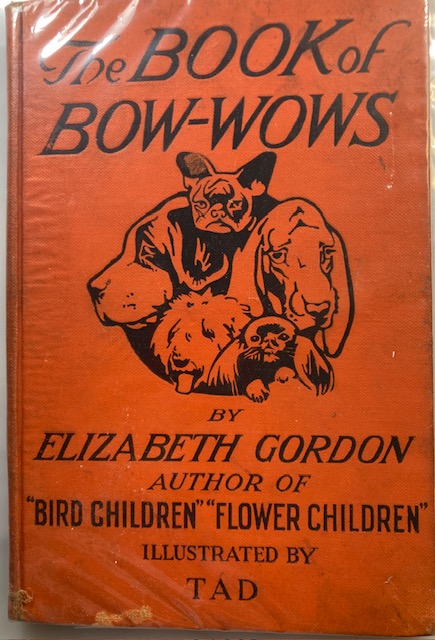 The BOOK of
BOW-WOWS
BY
ELIZABETH GORDON
AUTHOR OF
"BIRD CHILDREN" "FLOWER CHILDREN"
ILLUSTRATED BY
TAD